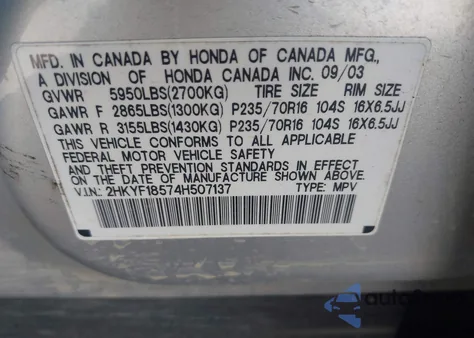 MFD. IN CANADA BY HONDA OF CANADA MFG.,
A DIVISION OF HONDA CANADA INC. 09/03
GVWR 5950LBS(2700KG) TIRE SIZE RIM SIZE
GAWR F 2865LBS(1300KG) P235/70R16 104S 16X6.5JJ
GAWR R 3155LBS(1430KG) P235/70R16 104S 16X6.5JJ
THIS VEHICLE CONFORMS TO ALL APPLICABLE
FEDERAL MOTOR VEHICLE SAFETY
AND THEFT PREVENTION STANDARDS IN EFFECT
ON THE DATE OF MANUFACTURE SHOWN ABOVE.
V.I.N.: 2HKYF18574H507137 TYPE: MPV